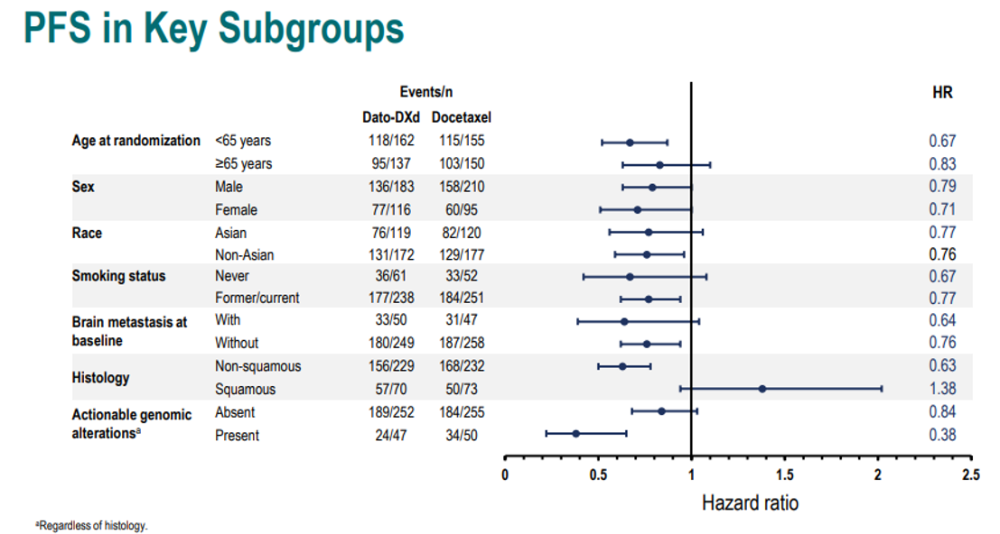 PFS in Key Subgroups
Events/n
HR
Dato-DXd Docetaxel
Age at randomization <65 years 118/162 115/155 0.67
≥65 years 95/137 103/150 0.83
Sex Male 136/183 158/210 0.79
Female 77/116 60/95 0.71
Race Asian 76/119 82/120 0.77
Non-Asian 131/172 129/177 0.76
Smoking status Never 36/61 33/52 0.67
Former/current 177/238 184/251 0.77
Brain metastasis at baseline With 33/50 31/47 0.64
Without 180/249 187/258 0.76
Histology Non-squamous 156/229 168/232 0.63
Squamous 57/70 50/73 1.38
Actionable genomic alterationsᵃ Absent 189/252 184/255 0.84
Present 24/47 34/50 0.38
0 0.5 1 1.5 2 2.5
Hazard ratio
ᵃRegardless of histology.